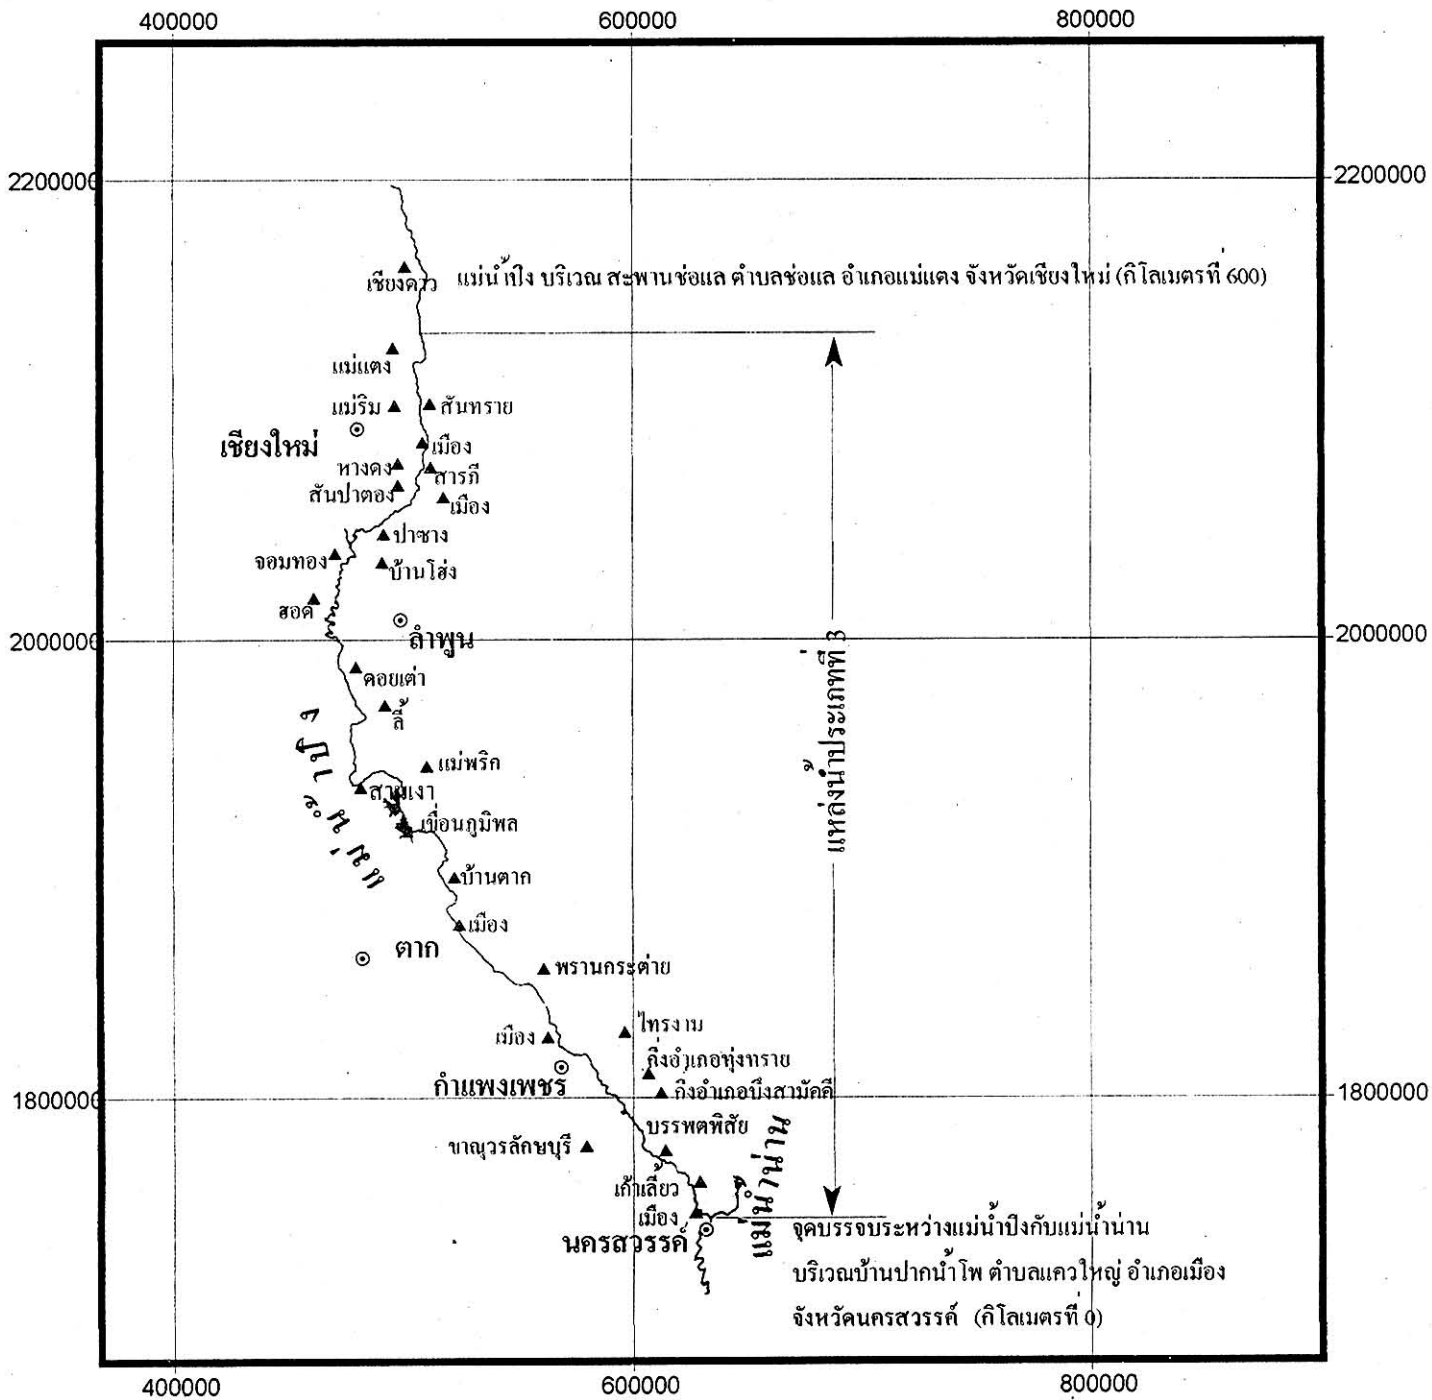 400000 600000 800000
2200000 2200000
เชียงดาว แม่น้ำปิง บริเวณ สะพานช่อแล ตำบลช่อแล อำเภอแม่แตง จังหวัดเชียงใหม่ (กิโลเมตรที่ 600)
แม่แตง
แม่ริม สันทราย
เชียงใหม่ เมือง
หางดง สารภี
สันปาตอง เมือง
ปาซาง
จอมทอง บ้านโฮ่ง
ฮอด
ลำพูน
2000000 2000000
แหล่งน้ำประเภทที่ 3
ดอยเต่า
ลี้
แม่น้ำปิง
แม่พริก
สามเงา
เขื่อนภูมิพล
บ้านตาก
เมือง
ตาก
พรานกระต่าย
ไทรงาม
เมือง
กิ่งอำเภอทุ่งทราย
กำแพงเพชร กิ่งอำเภอบึงสามัคคี
1800000 1800000
บรรพตพิสัย
ขาณุวรลักษบุรี
แม่น้ำน่าน
เก้าเลี้ยว
เมือง
นครสวรรค์ จุดบรรจบระหว่างแม่น้ำปิงกับแม่น้ำน่าน
บริเวณบ้านปากน้ำโพ ตำบลแควใหญ่ อำเภอเมือง
จังหวัดนครสวรรค์ (กิโลเมตรที่ 0)
400000 600000 800000